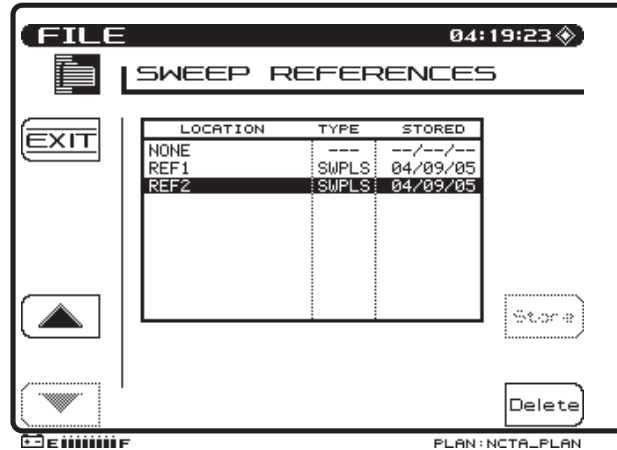 FILE 04:19:23
SWEEP REFERENCES
EXIT
LOCATION TYPE STORED
NONE --- --/--/--
REF1 SWPLS 04/09/05
REF2 SWPLS 04/09/05
Store
Delete
E F PLAN:NCTA_PLAN